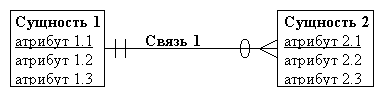 Сущность 1
атрибут 1.1
атрибут 1.2
атрибут 1.3
Связь 1
Сущность 2
атрибут 2.1
атрибут 2.2
атрибут 2.3